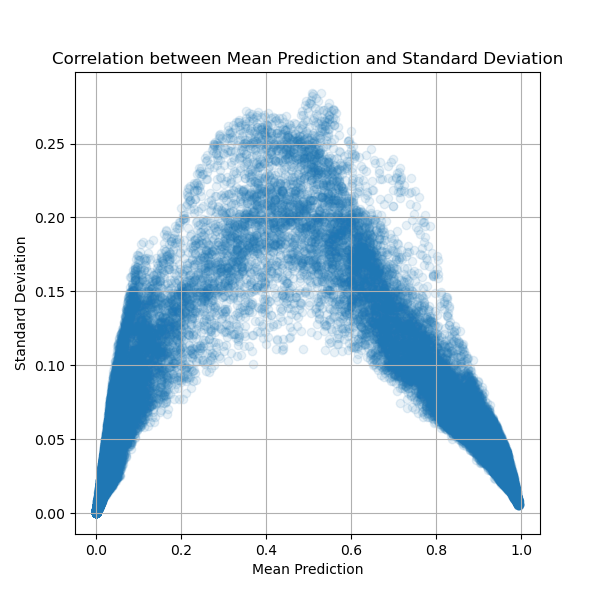 Correlation between Mean Prediction and Standard Deviation
0.25
0.20
0.15
0.10
0.05
0.00
Standard Deviation
0.0 0.2 0.4 0.6 0.8 1.0
Mean Prediction